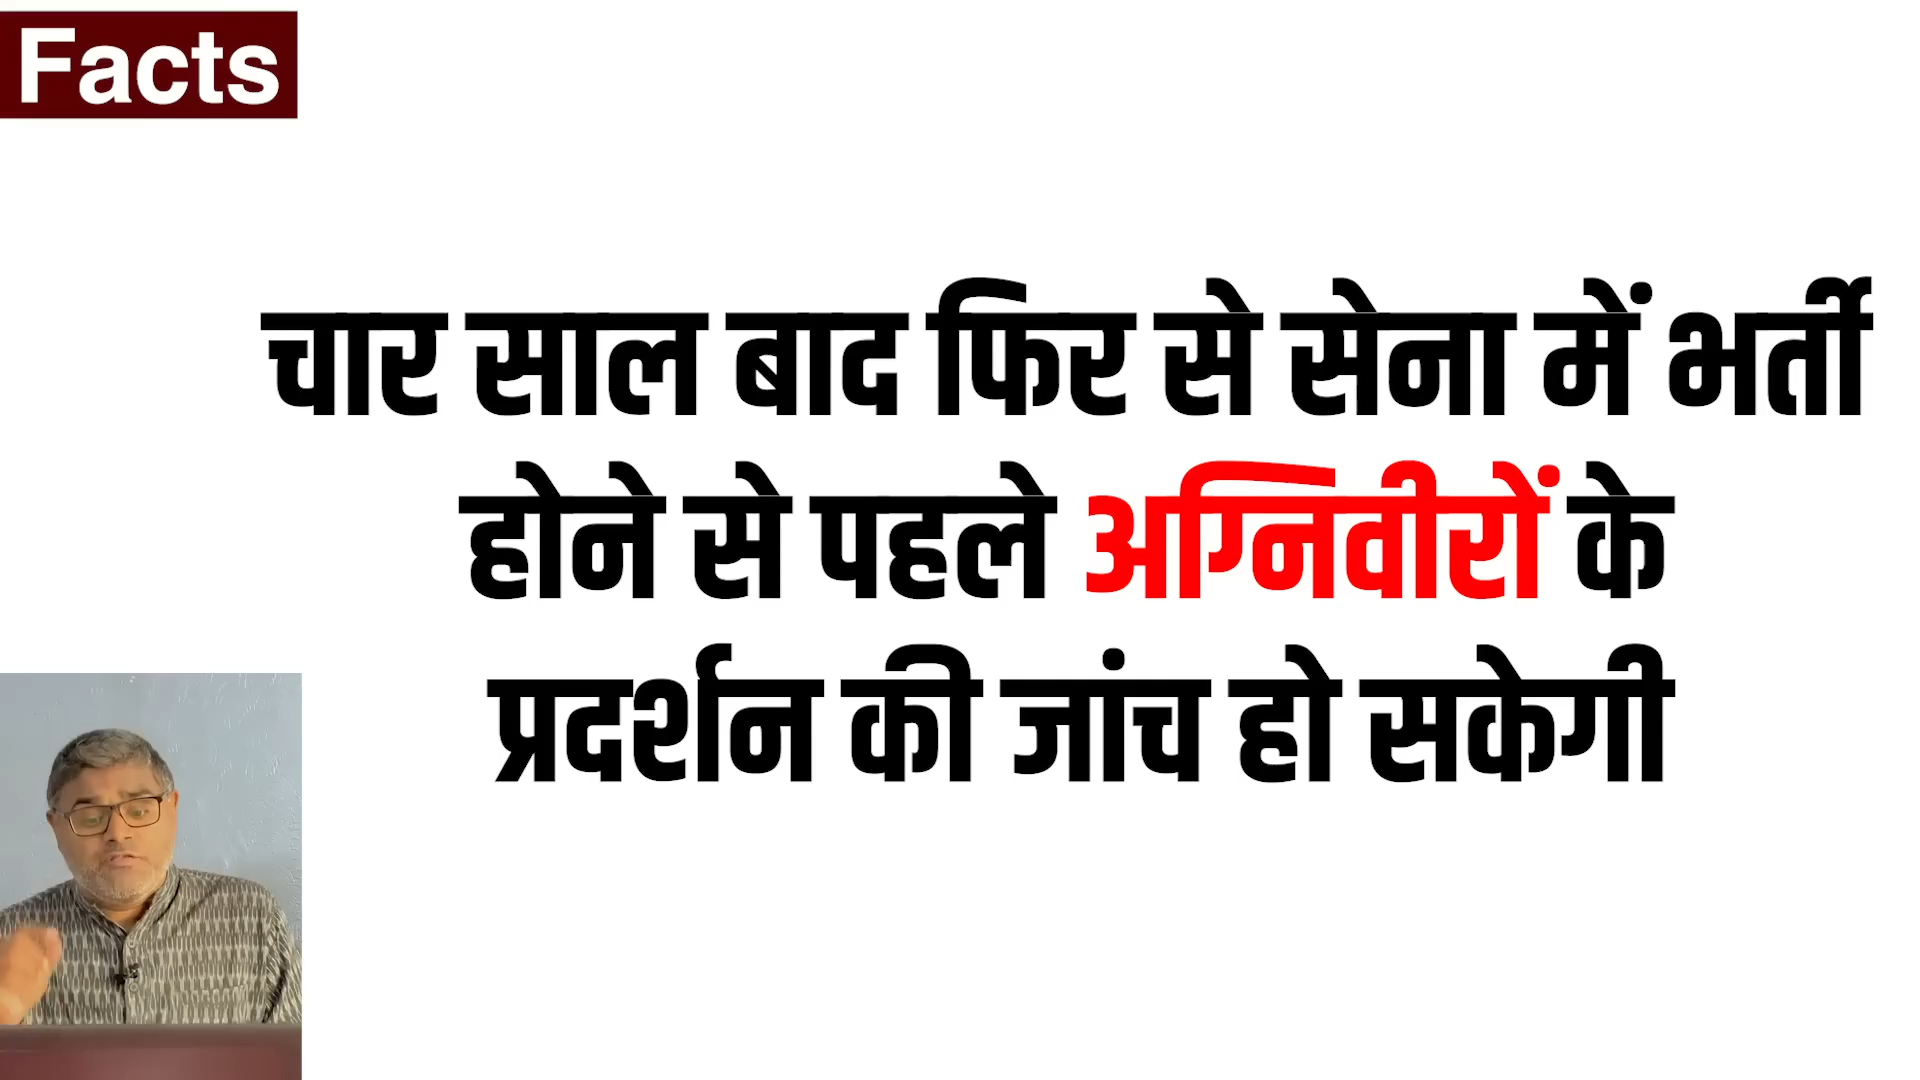 Facts
चार साल बाद फिर से सेना में भर्ती
होने से पहले अग्निवीरों के
प्रदर्शन की जांच हो सकेगी